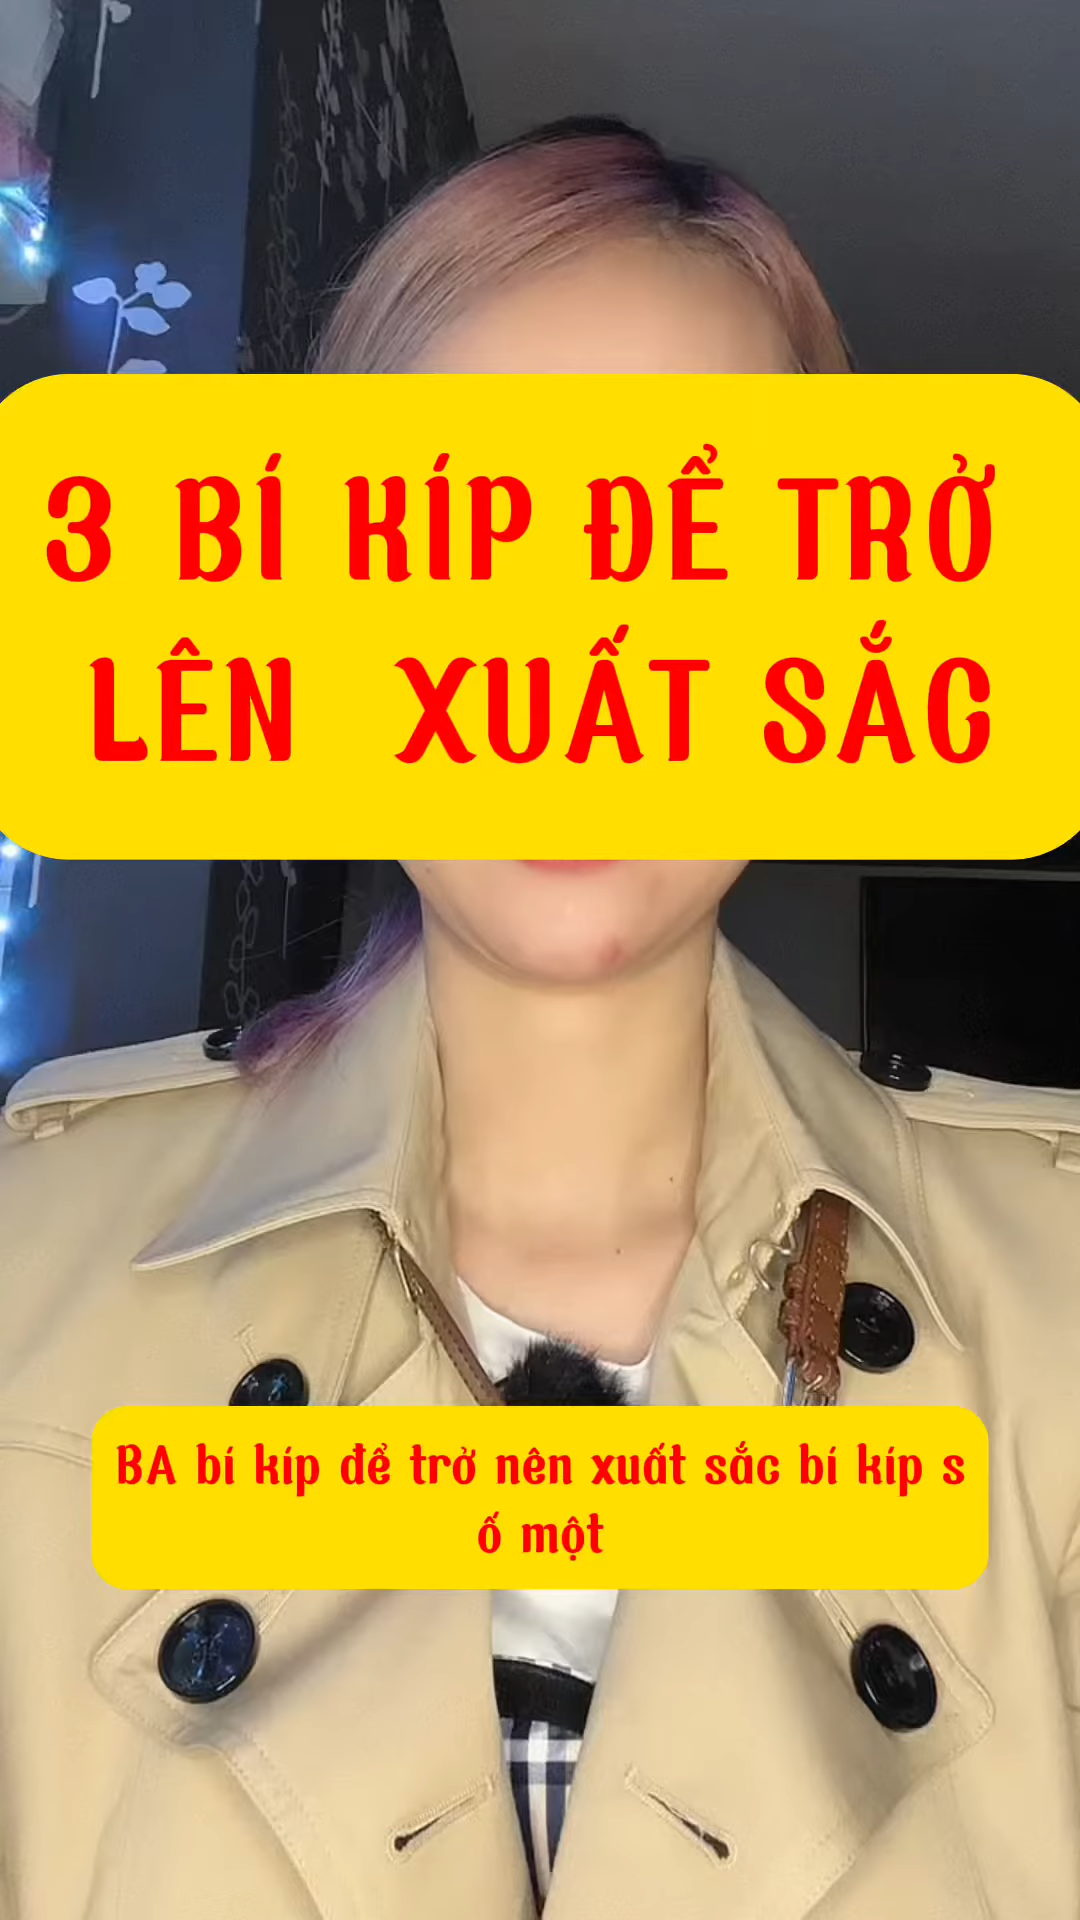 3 BÍ KÍP ĐỂ TRỞ
LÊN XUẤT SẮC
BA bí kíp để trở nên xuất sắc bí kíp s
ố một